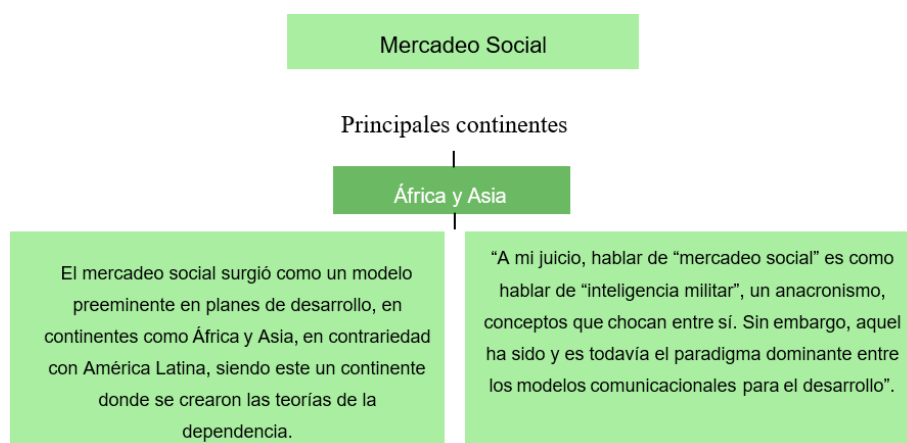 Mercadeo Social
Principales continentes
África y Asia
El mercadeo social surgió como un modelo
preeminente en planes de desarrollo, en
continentes como África y Asia, en contrariedad
con América Latina, siendo este un continente
donde se crearon las teorías de la
dependencia.
“A mi juicio, hablar de “mercadeo social” es como
hablar de “inteligencia militar”, un anacronismo,
conceptos que chocan entre sí. Sin embargo, aquel
ha sido y es todavía el paradigma dominante entre
los modelos comunicacionales para el desarrollo”.